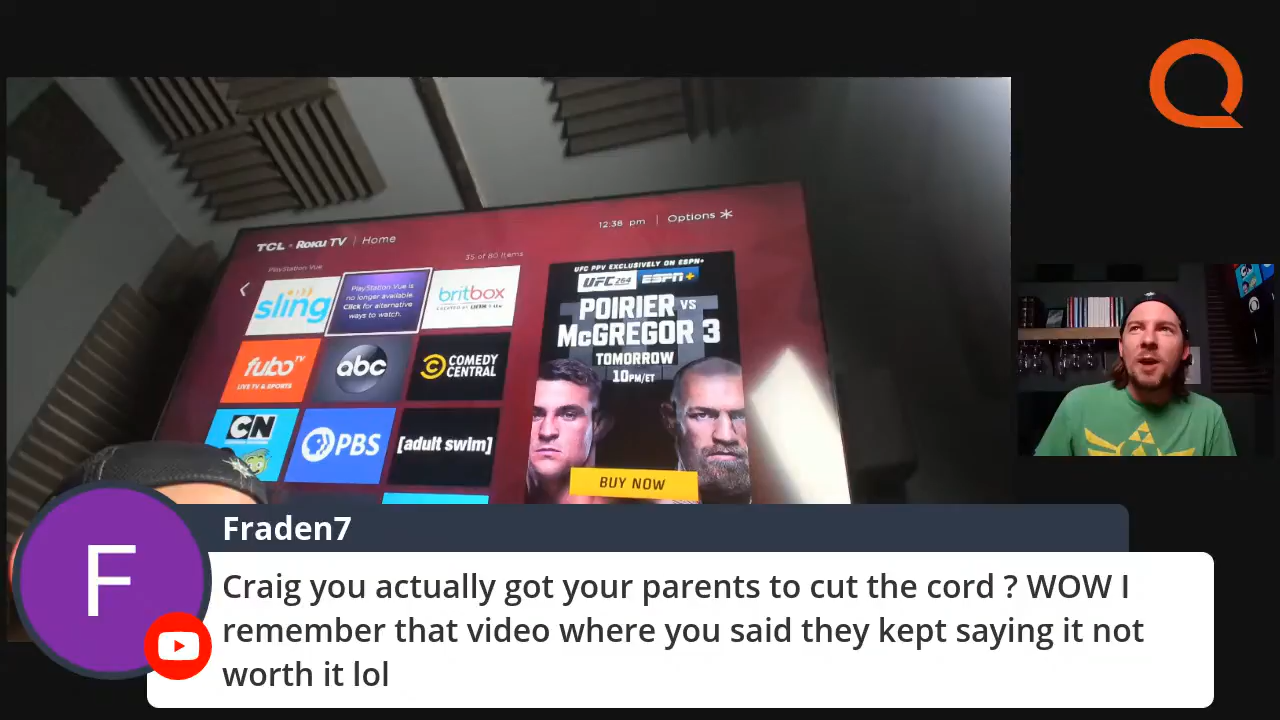 12:38 pm | Options
TCL • Roku TV | Home
PlayStation Vue
35 of 80 Items
sling
PlayStation Vue is
no longer available.
Click for alternative
ways to watch.
britbox
fubo TV
LIVE TV & SPORTS
abc
COMEDY
CENTRAL
CN
PBS
[adult swim]
UFC PPV EXCLUSIVELY ON ESPN+
UFC 264 ESPN+
POIRIER VS
McGREGOR 3
TOMORROW
10PM/ET
BUY NOW
F
Fraden7
Craig you actually got your parents to cut the cord ? WOW I
remember that video where you said they kept saying it not
worth it lol